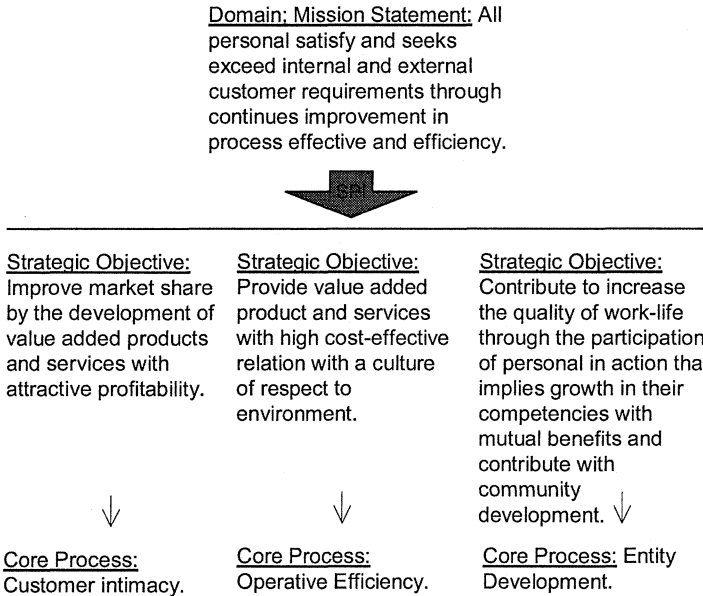 Domain; Mission Statement: All
personal satisfy and seeks
exceed internal and external
customer requirements through
continues improvement in
process effective and efficiency.
SPI
Strategic Objective:
Improve market share
by the development of
value added products
and services with
attractive profitability.
Strategic Objective:
Provide value added
product and services
with high cost-effective
relation with a culture
of respect to
environment.
Strategic Objective:
Contribute to increase
the quality of work-life
through the participation
of personal in action tha
implies growth in their
competencies with
mutual benefits and
contribute with
community
development.
Core Process:
Customer intimacy.
Core Process:
Operative Efficiency.
Core Process: Entity
Development.